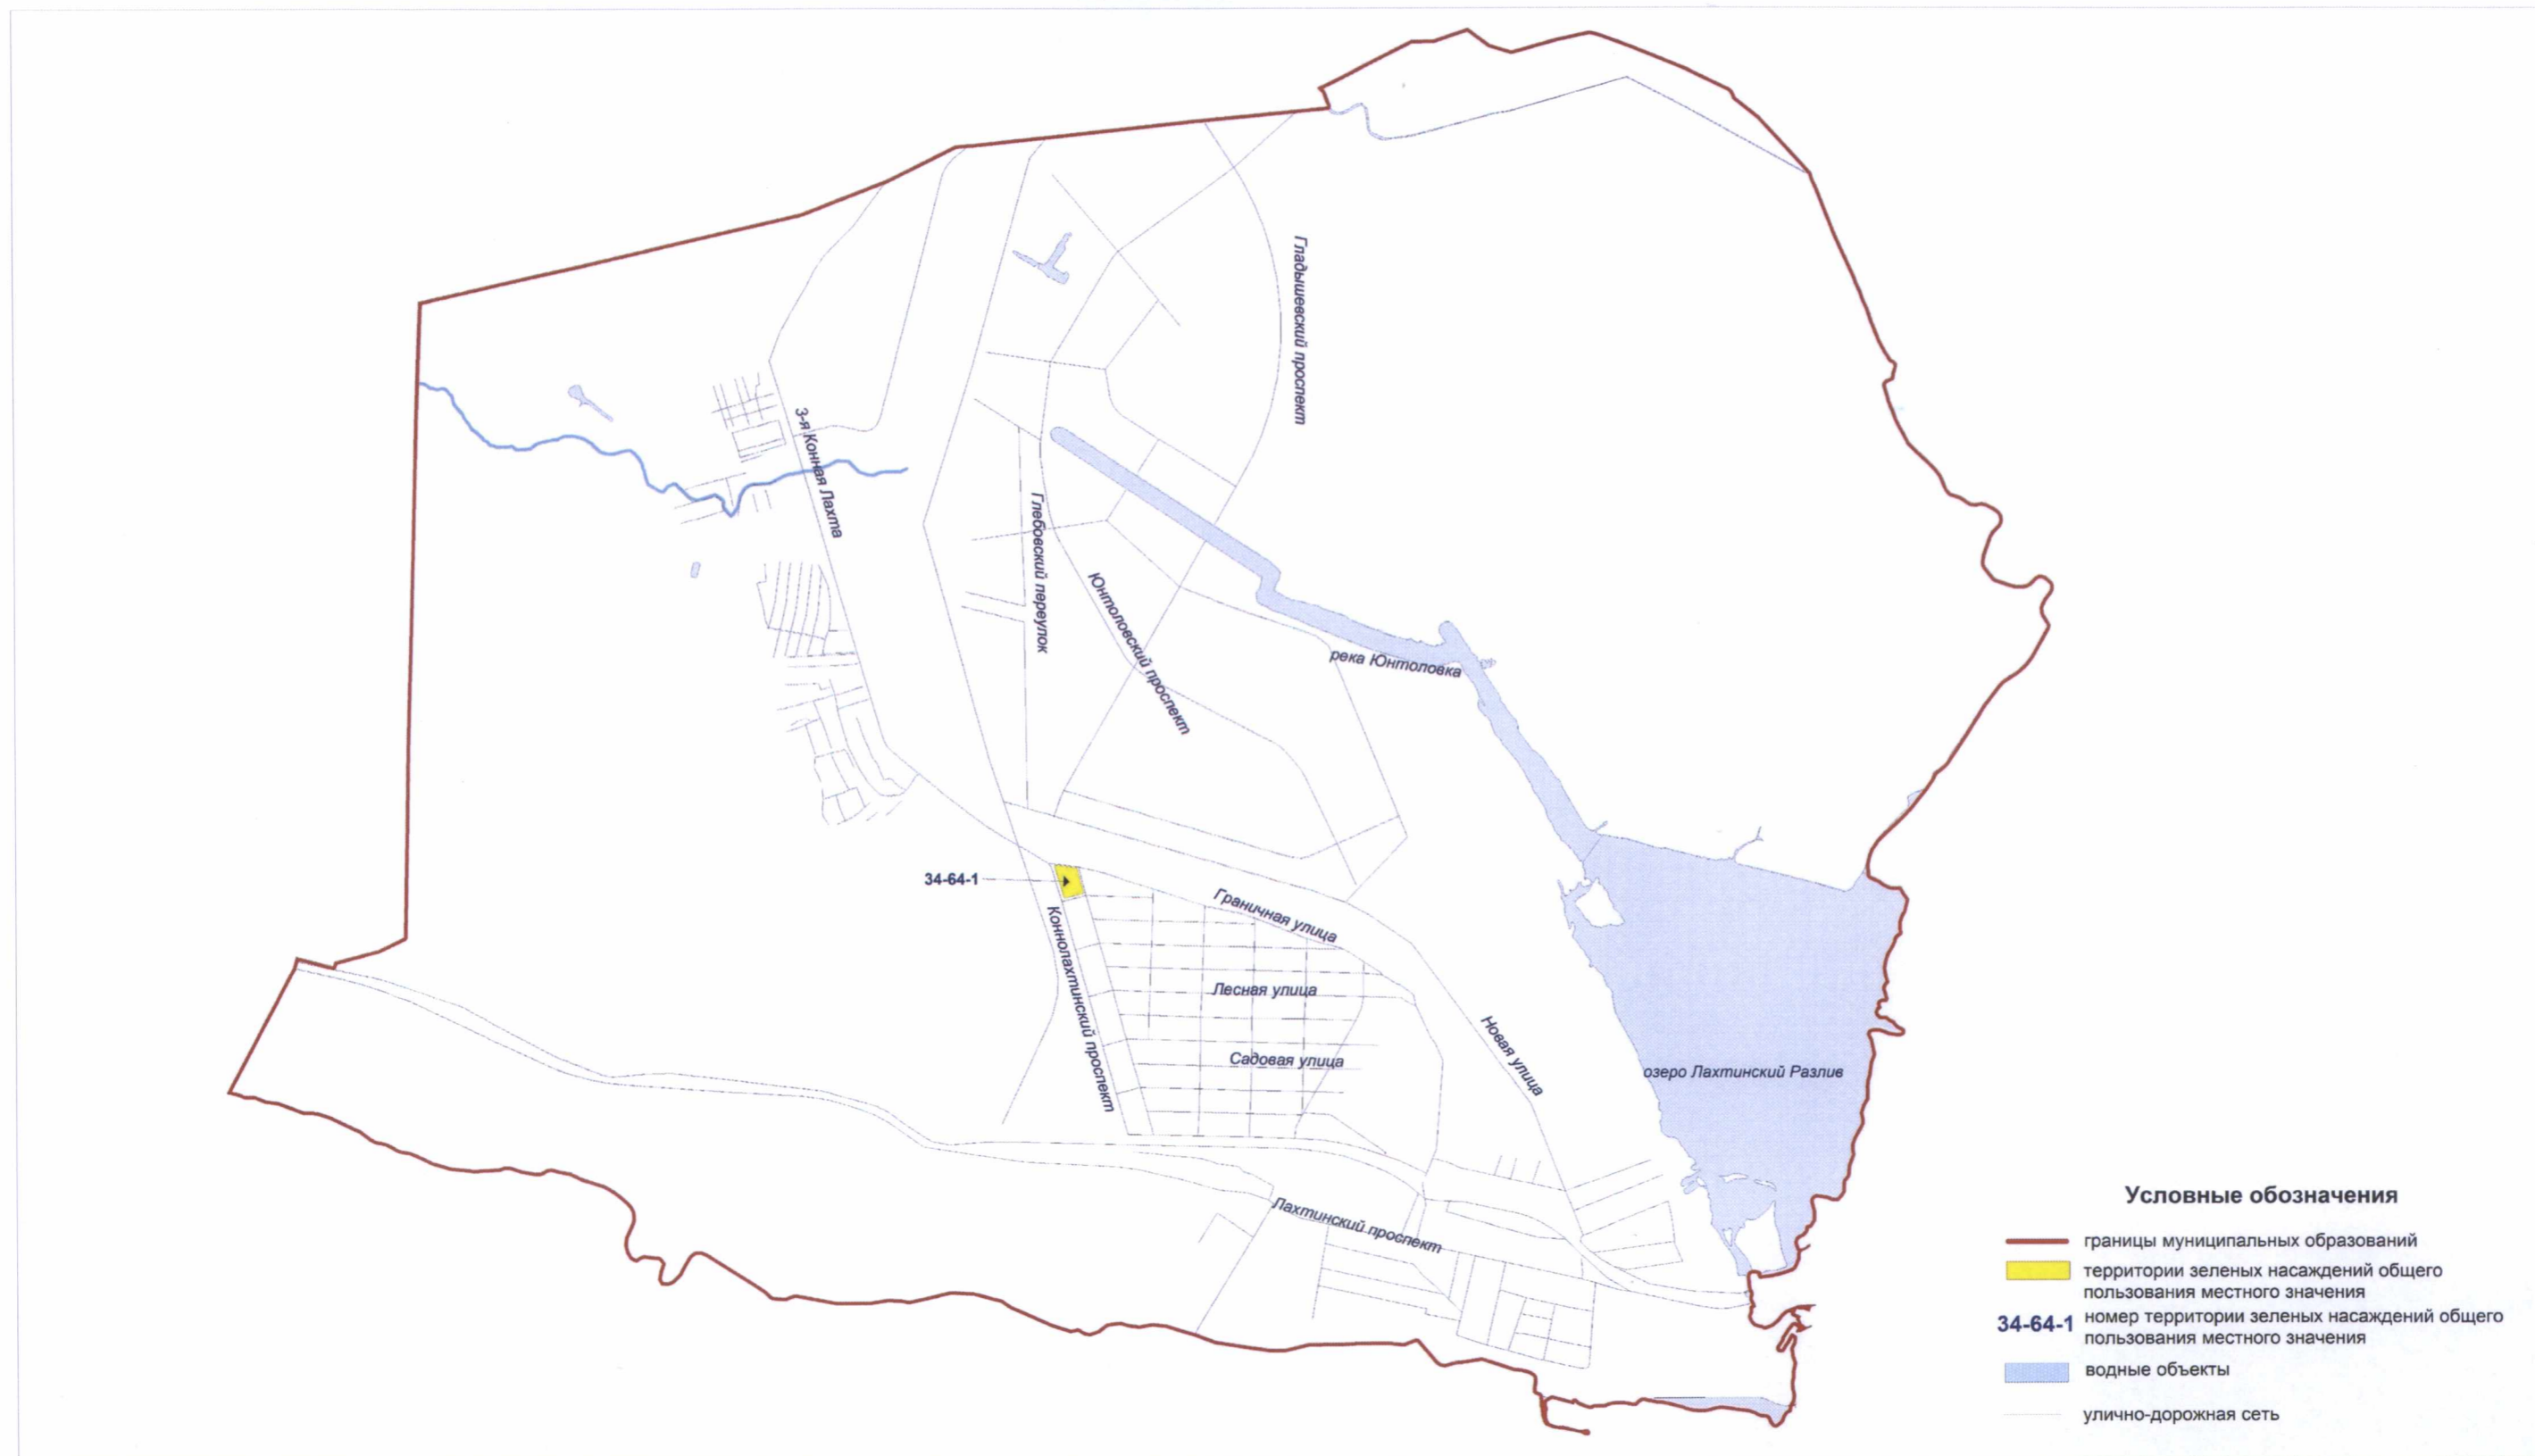 Гладышевский проспект
3-я Конная Лахта
Глебовский переулок
Юнтоловский проспект
река Юнтоловка
34-64-1
Граничная улица
Коннолахтинский проспект
Лесная улица
Новая улица
Садовая улица
озеро Лахтинский Разлив
Лахтинский проспект
Условные обозначения
границы муниципальных образований
территории зеленых насаждений общего
пользования местного значения
34-64-1 номер территории зеленых насаждений общего
пользования местного значения
водные объекты
улично-дорожная сеть